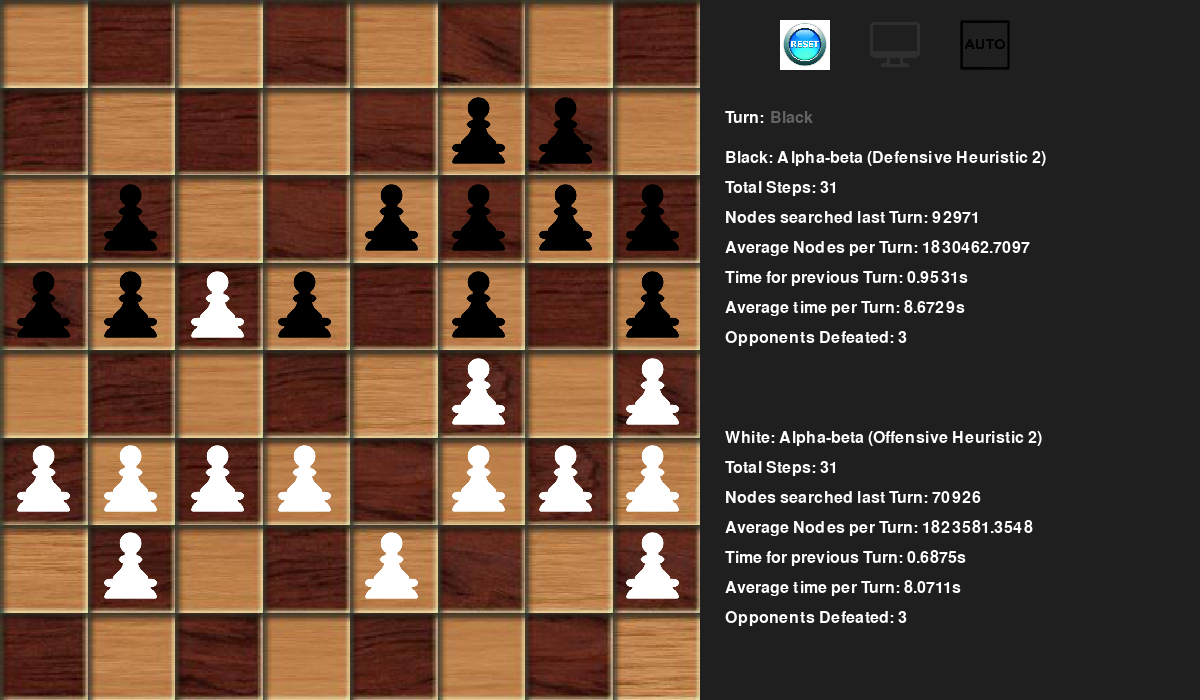 RESET
AUTO
Turn: Black
Black: Alpha-beta (Defensive Heuristic 2)
Total Steps: 31
Nodes searched last Turn: 92971
Average Nodes per Turn: 1830462.7097
Time for previous Turn: 0.9531s
Average time per Turn: 8.6729s
Opponents Defeated: 3
White: Alpha-beta (Offensive Heuristic 2)
Total Steps: 31
Nodes searched last Turn: 70926
Average Nodes per Turn: 1823581.3548
Time for previous Turn: 0.6875s
Average time per Turn: 8.0711s
Opponents Defeated: 3